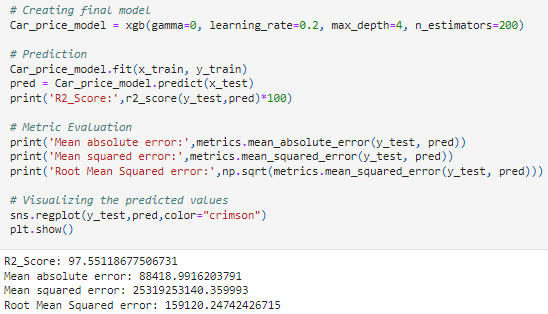 # Creating final model
Car_price_model = xgb(gamma=0, learning_rate=0.2, max_depth=4, n_estimators=200)
# Prediction
Car_price_model.fit(x_train, y_train)
pred = Car_price_model.predict(x_test)
print('R2_Score:',r2_score(y_test,pred)*100)
# Metric Evaluation
print('Mean absolute error:',metrics.mean_absolute_error(y_test, pred))
print('Mean squared error:',metrics.mean_squared_error(y_test, pred))
print('Root Mean Squared error:',np.sqrt(metrics.mean_squared_error(y_test, pred)))
# Visualizing the predicted values
sns.regplot(y_test,pred,color="crimson")
plt.show()
R2_Score: 97.55118677506731
Mean absolute error: 88418.9916203791
Mean squared error: 25319253140.359993
Root Mean Squared error: 159120.24742426715